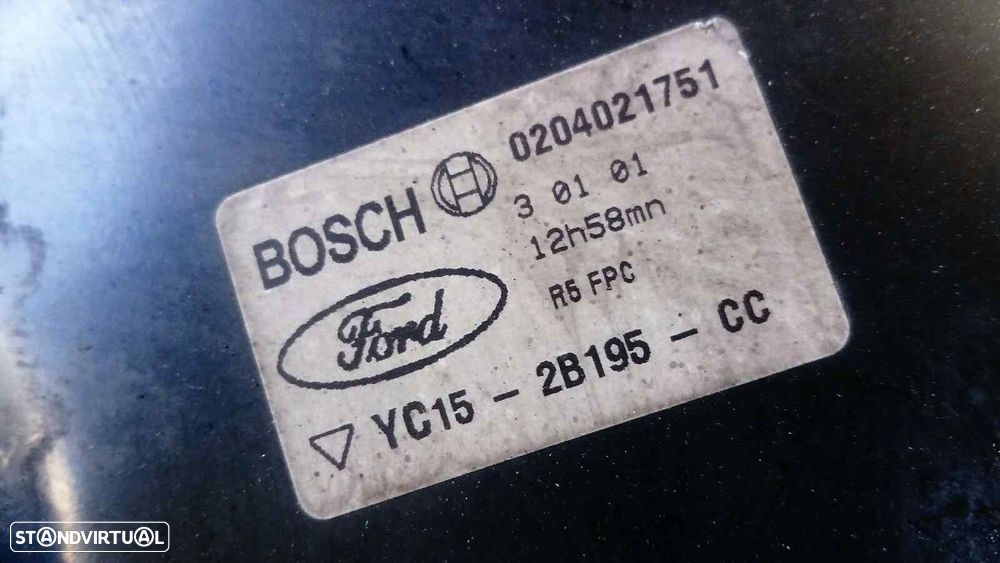 BOSCH 0204021751
3 01 01
12h58mn
Ford
R5 FPC
YC15 - 2B195 - CC
STANDVIRTUAL